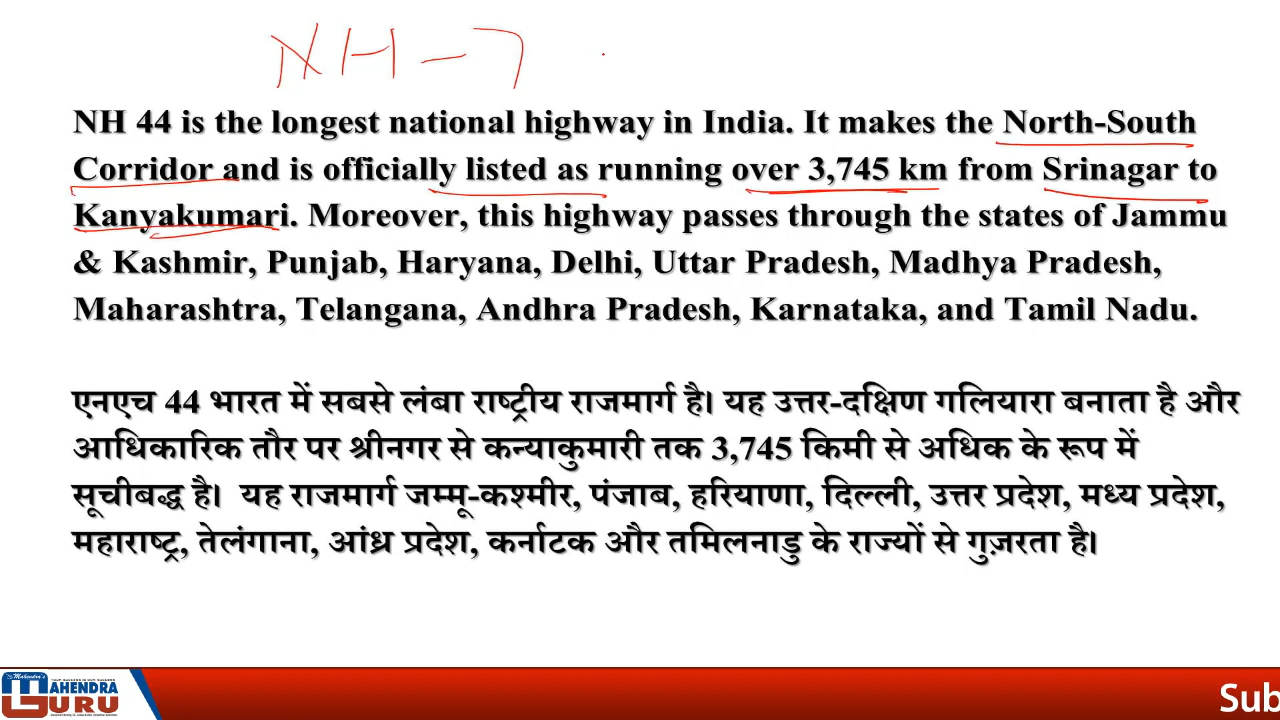 NH-7
NH 44 is the longest national highway in India. It makes the North-South
Corridor and is officially listed as running over 3,745 km from Srinagar to
Kanyakumari. Moreover, this highway passes through the states of Jammu
& Kashmir, Punjab, Haryana, Delhi, Uttar Pradesh, Madhya Pradesh,
Maharashtra, Telangana, Andhra Pradesh, Karnataka, and Tamil Nadu.
एनएच 44 भारत में सबसे लंबा राष्ट्रीय राजमार्ग है। यह उत्तर-दक्षिण गलियारा बनाता है और
आधिकारिक तौर पर श्रीनगर से कन्याकुमारी तक 3,745 किमी से अधिक के रूप में
सूचीबद्ध है। यह राजमार्ग जम्मू-कश्मीर, पंजाब, हरियाणा, दिल्ली, उत्तर प्रदेश, मध्य प्रदेश,
महाराष्ट्र, तेलंगाना, आंध्र प्रदेश, कर्नाटक और तमिलनाडु के राज्यों से गुज़रता है।
Mahendra's
MAHENDRA
GURU
Sub